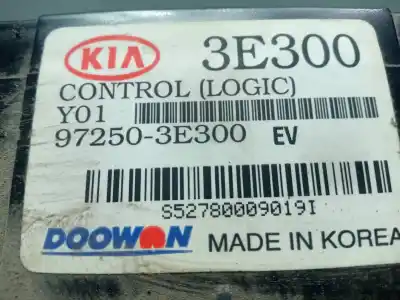 KIA 3E300
CONTROL (LOGIC)
Y01
97250-3E300 EV
S52780009019I
DOOWON MADE IN KOREA